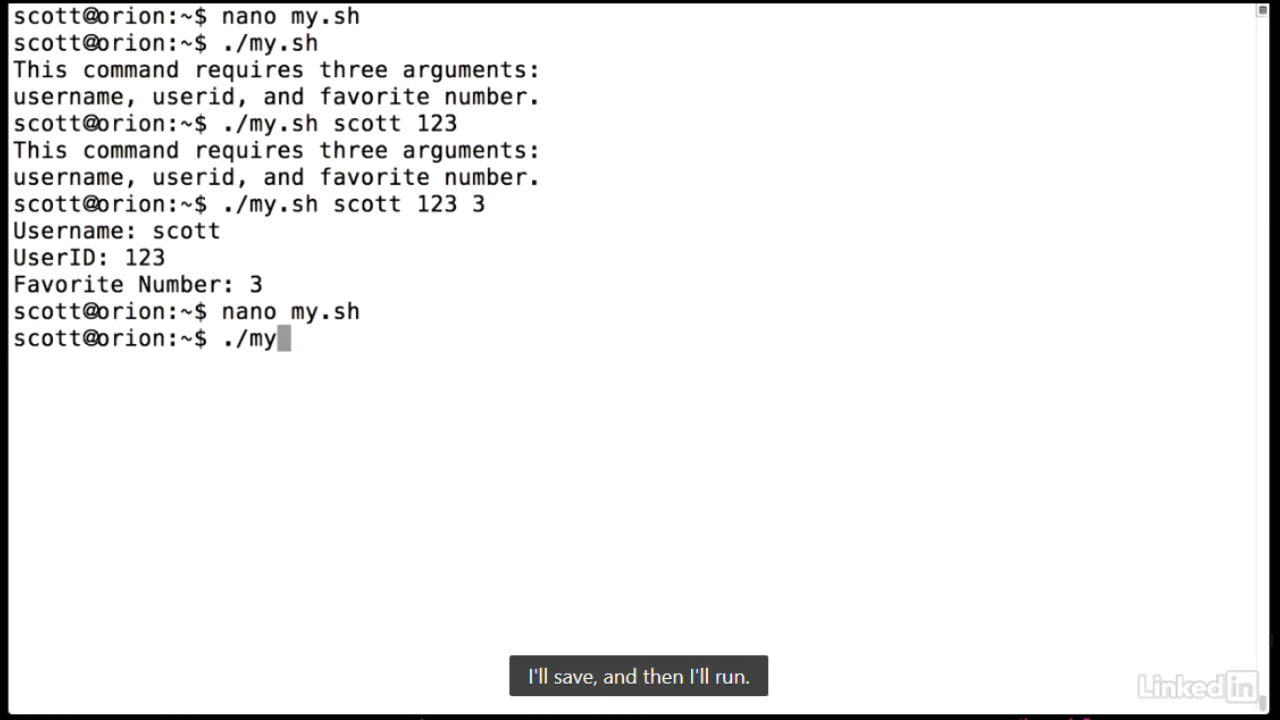 scott@orion:~$ nano my.sh
scott@orion:~$ ./my.sh
This command requires three arguments:
username, userid, and favorite number.
scott@orion:~$ ./my.sh scott 123
This command requires three arguments:
username, userid, and favorite number.
scott@orion:~$ ./my.sh scott 123 3
Username: scott
UserID: 123
Favorite Number: 3
scott@orion:~$ nano my.sh
scott@orion:~$ ./my
I'll save, and then I'll run.
Linked in